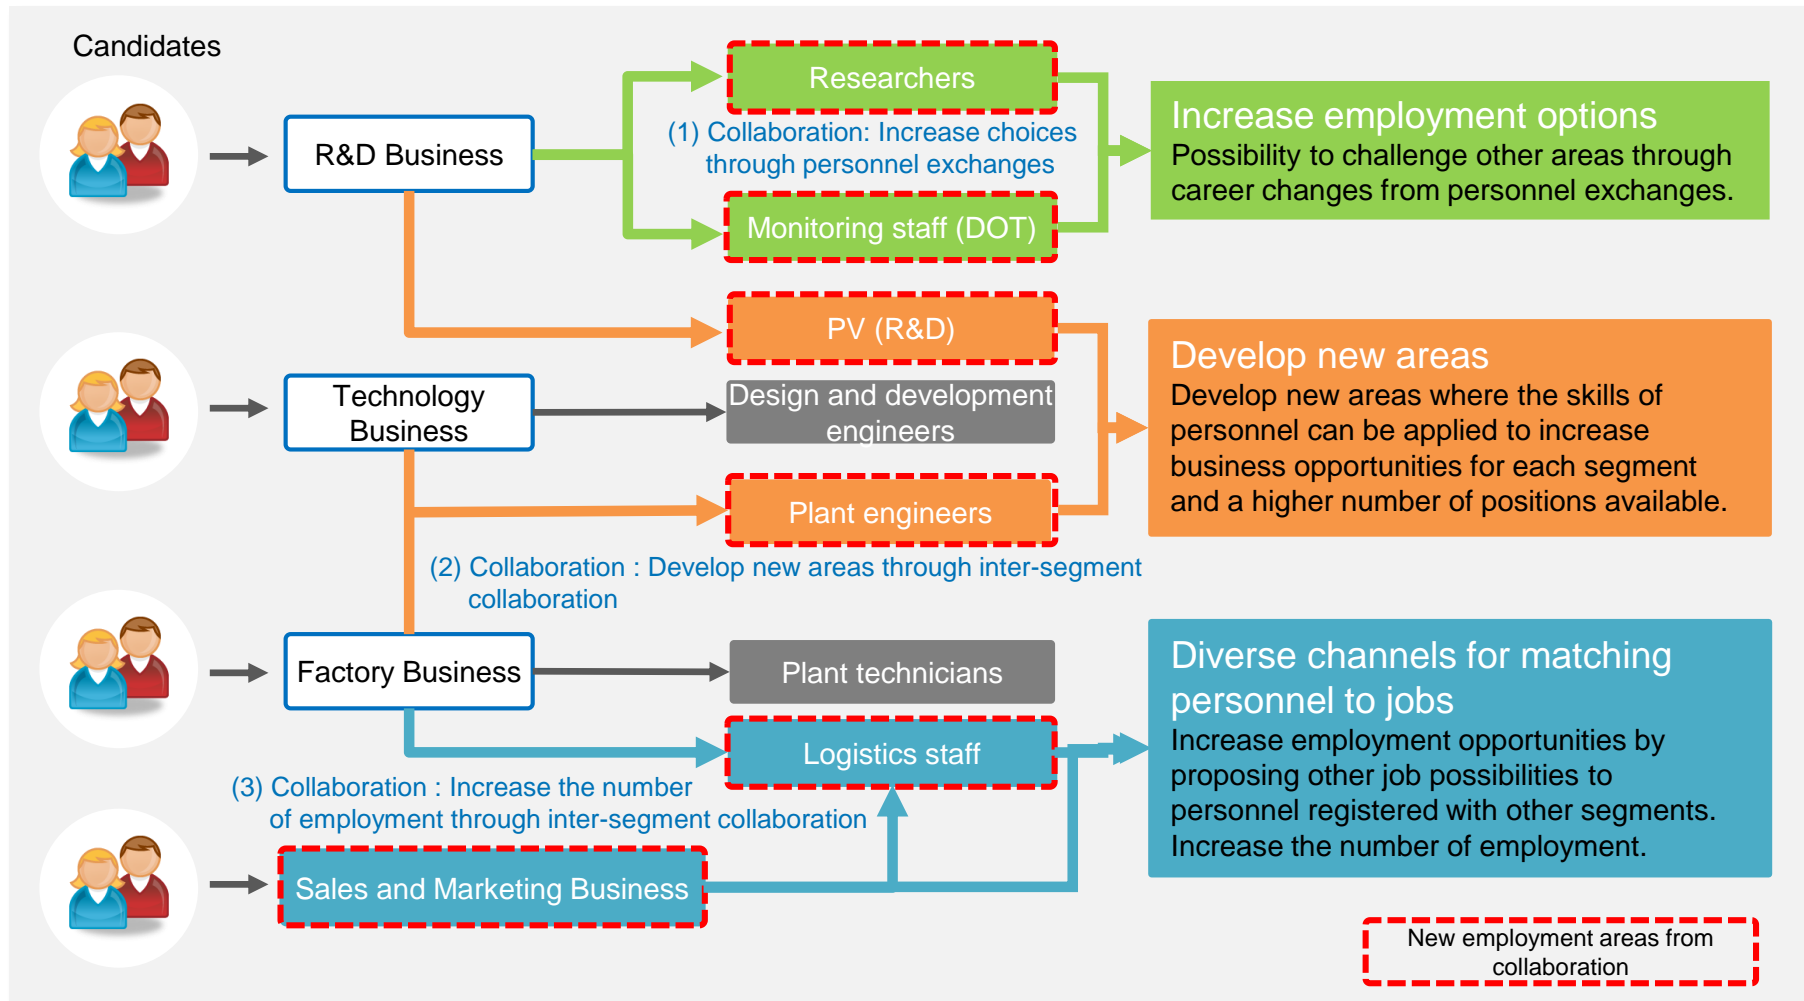 Candidates
R&D Business
Researchers
(1) Collaboration: Increase choices
through personnel exchanges
Monitoring staff (DOT)
Increase employment options
Possibility to challenge other areas through
career changes from personnel exchanges.
PV (R&D)
Technology
Business
Design and development
engineers
Plant engineers
Develop new areas
Develop new areas where the skills of
personnel can be applied to increase
business opportunities for each segment
and a higher number of positions available.
(2) Collaboration : Develop new areas through inter-segment
collaboration
Factory Business
Plant technicians
Logistics staff
(3) Collaboration : Increase the number
of employment through inter-segment collaboration
Sales and Marketing Business
Diverse channels for matching
personnel to jobs
Increase employment opportunities by
proposing other job possibilities to
personnel registered with other segments.
Increase the number of employment.
New employment areas from
collaboration